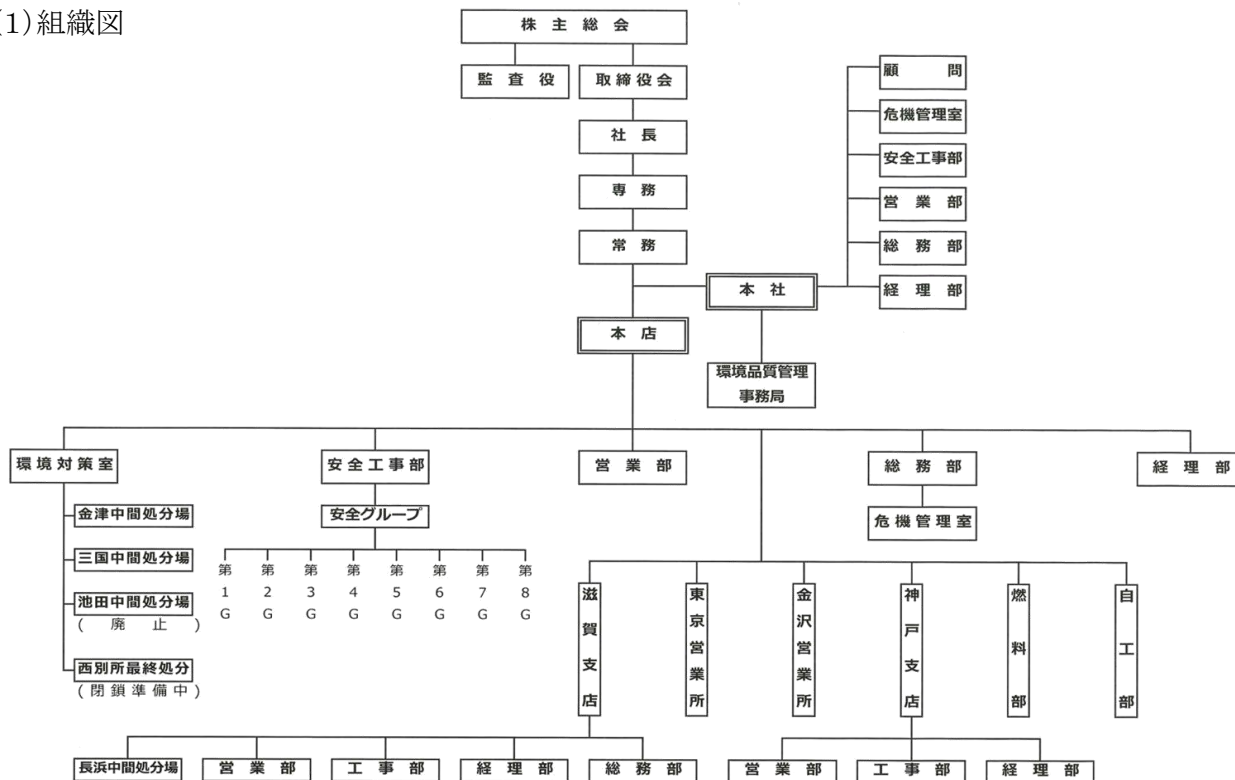 (1)組織図
株主総会
監査役
取締役会
社長
専務
常務
本社
本店
環境品質管理
事務局
顧問
危機管理室
安全工事部
営業部
総務部
経理部
環境対策室
金津中間処分場
三国中間処分場
池田中間処分場
(廃止)
西別所最終処分
(閉鎖準備中)
安全工事部
安全グループ
第1G
第2G
第3G
第4G
第5G
第6G
第7G
第8G
営業部
総務部
危機管理室
経理部
滋賀支店
東京営業所
金沢営業所
神戸支店
燃料部
自工部
長浜中間処分場
営業部
工事部
経理部
総務部
営業部
工事部
経理部